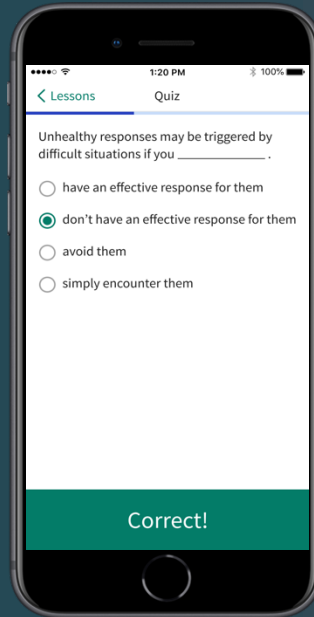 1:20 PM
100%
Lessons
Quiz
Unhealthy responses may be triggered by
difficult situations if you ______________ .
have an effective response for them
don't have an effective response for them
avoid them
simply encounter them
Correct!